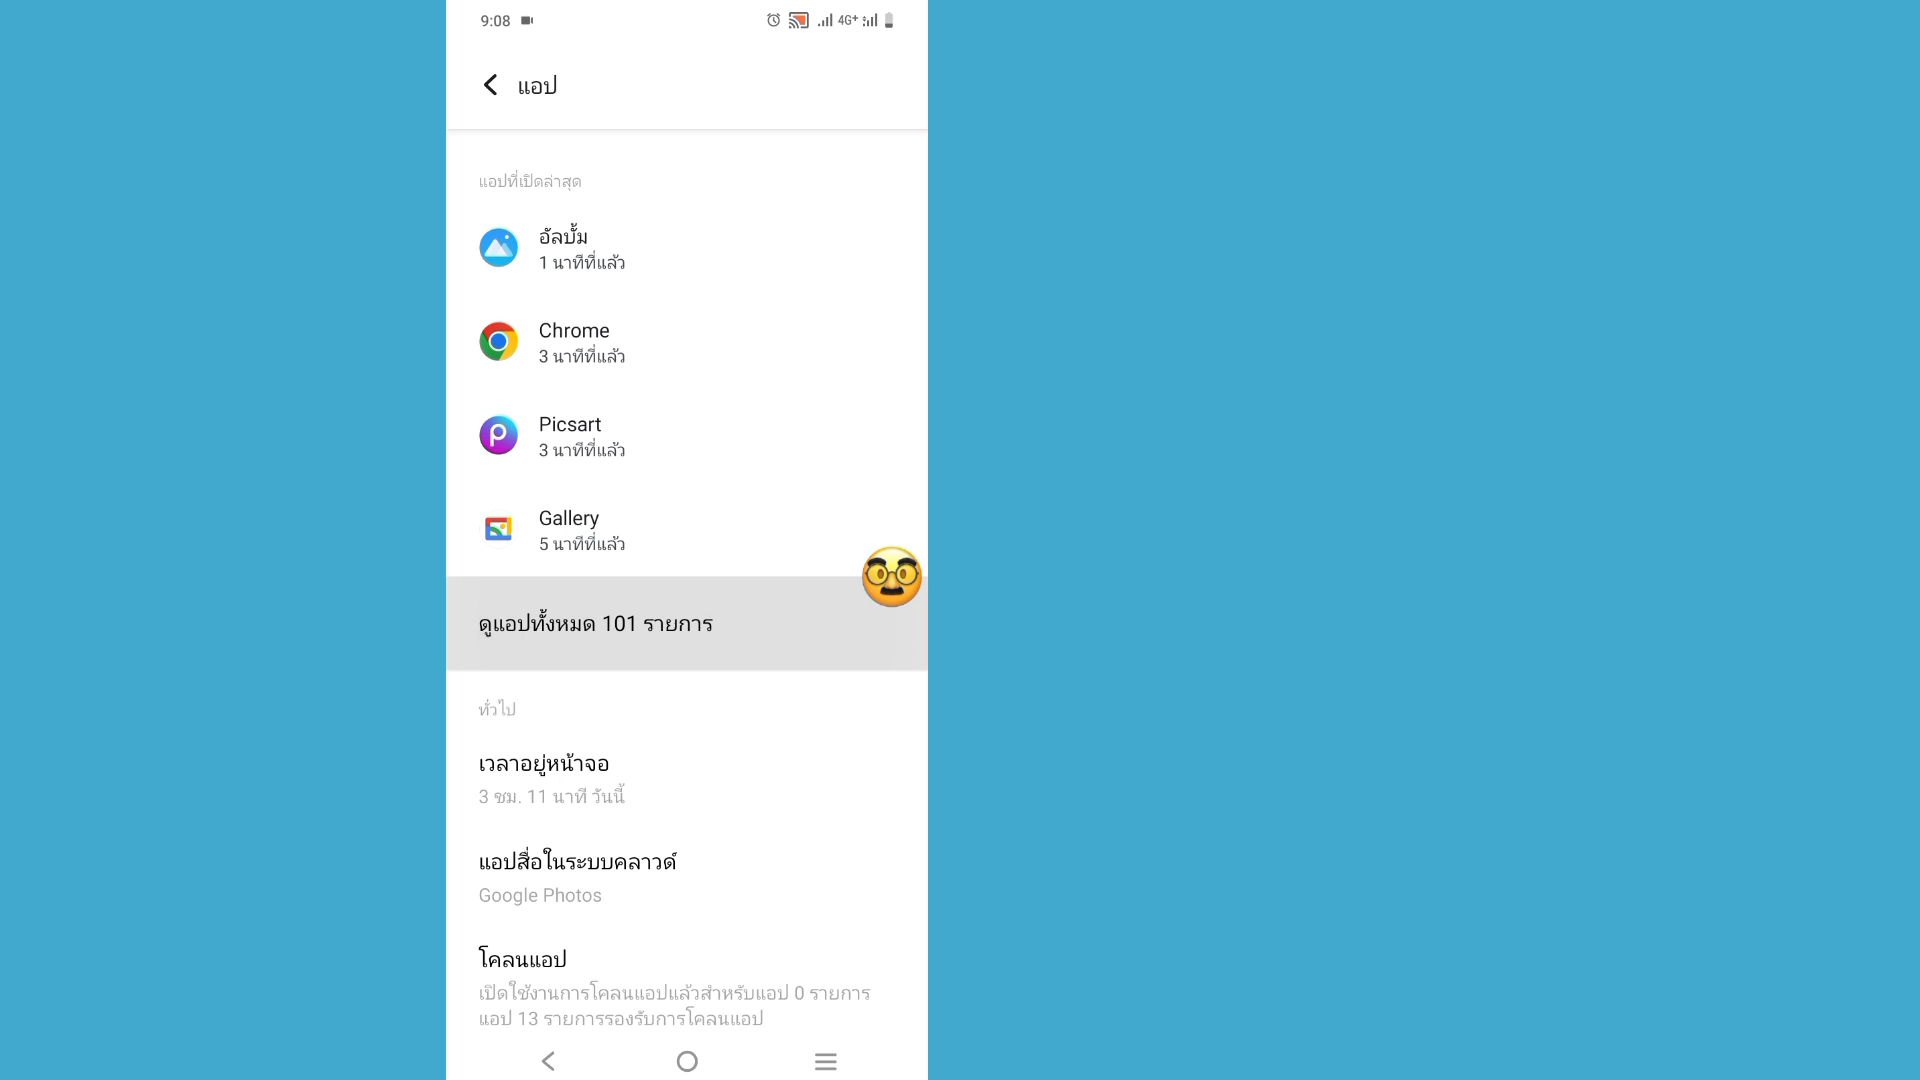 9:08
4G+
แอป
แอปที่เปิดล่าสุด
อัลบั้ม
1 นาทีที่แล้ว
Chrome
3 นาทีที่แล้ว
Picsart
3 นาทีที่แล้ว
Gallery
5 นาทีที่แล้ว
ดูแอปทั้งหมด 101 รายการ
ทั่วไป
เวลาอยู่หน้าจอ
3 ชม. 11 นาที วันนี้
แอปสื่อในระบบคลาวด์
Google Photos
โคลนแอป
เปิดใช้งานการโคลนแอปแล้วสำหรับแอป 0 รายการ
แอป 13 รายการรองรับการโคลนแอป